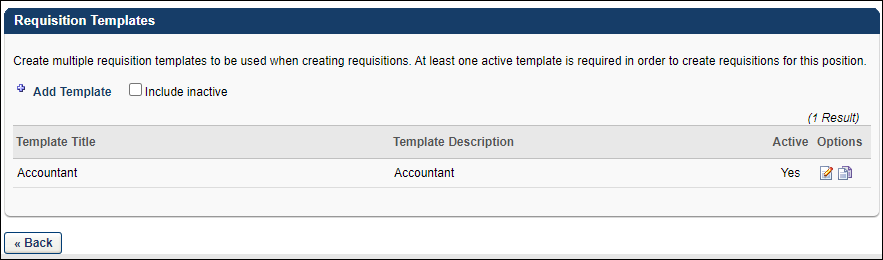 Requisition Templates
Create multiple requisition templates to be used when creating requisitions. At least one active template is required in order to create requisitions for this position.
Add Template Include inactive
(1 Result)
Template Title Template Description Active Options
Accountant Accountant Yes
« Back